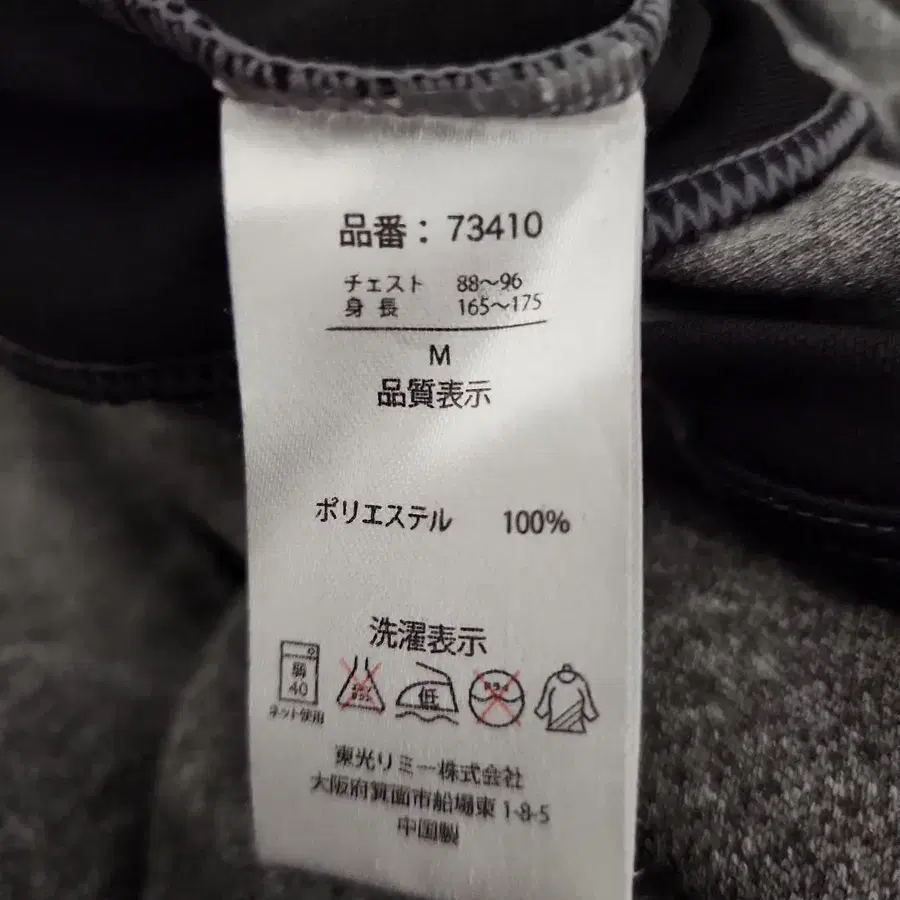 品番： 73410
チェスト 88～96
身長 165～175
M
品質表示
ポリエステル 100%
洗濯表示
弱
40
ネット使用
低
東光リミー株式会社
大阪府箕面市船場東1-8-5
中国製